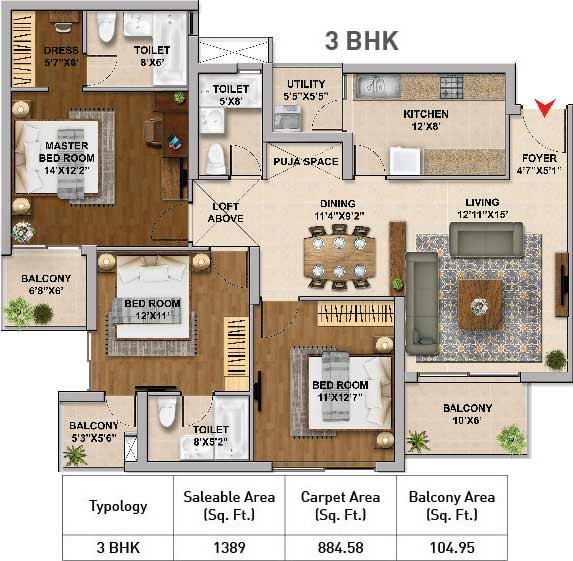 3 BHK
DRESS
5'7"X6'
TOILET
8'X6'
TOILET
5'X8'
UTILITY
5'5"X5'5"
KITCHEN
12'X8'
FOYER
4'7"X5'1"
MASTER
BED ROOM
14'X12'2"
PUJA SPACE
LOFT
ABOVE
DINING
11'4"X9'2"
LIVING
12'11"X15'
BALCONY
6'8"X6'
BED ROOM
12'X11'
BED ROOM
11'X12'7"
BALCONY
5'3"X5'6"
TOILET
8'X5'2"
BALCONY
10'X6'
Typology
Saleable Area
(Sq. Ft.)
Carpet Area
(Sq. Ft.)
Balcony Area
(Sq. Ft.)
3 BHK
1389
884.58
104.95